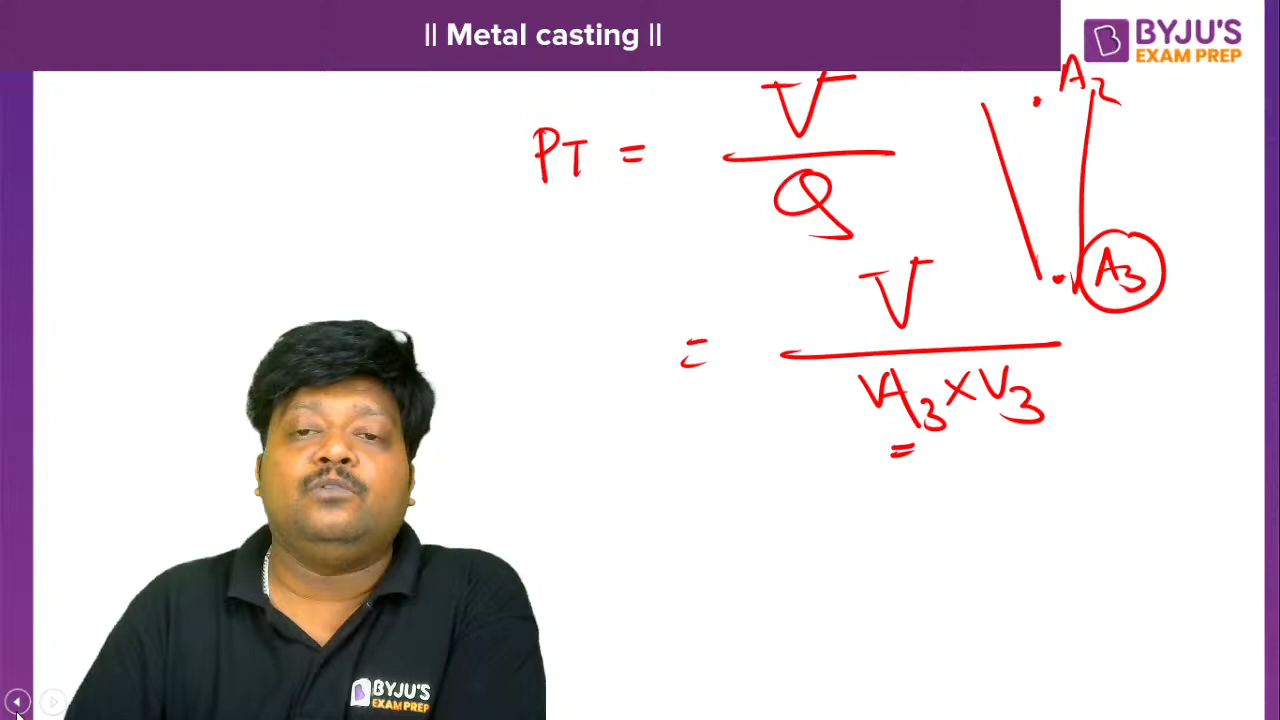 || Metal casting ||
BYJU'S
EXAM PREP
A2
PT = V
Q
A3
= V
A3 × V3
=
BYJU'S
EXAM PREP